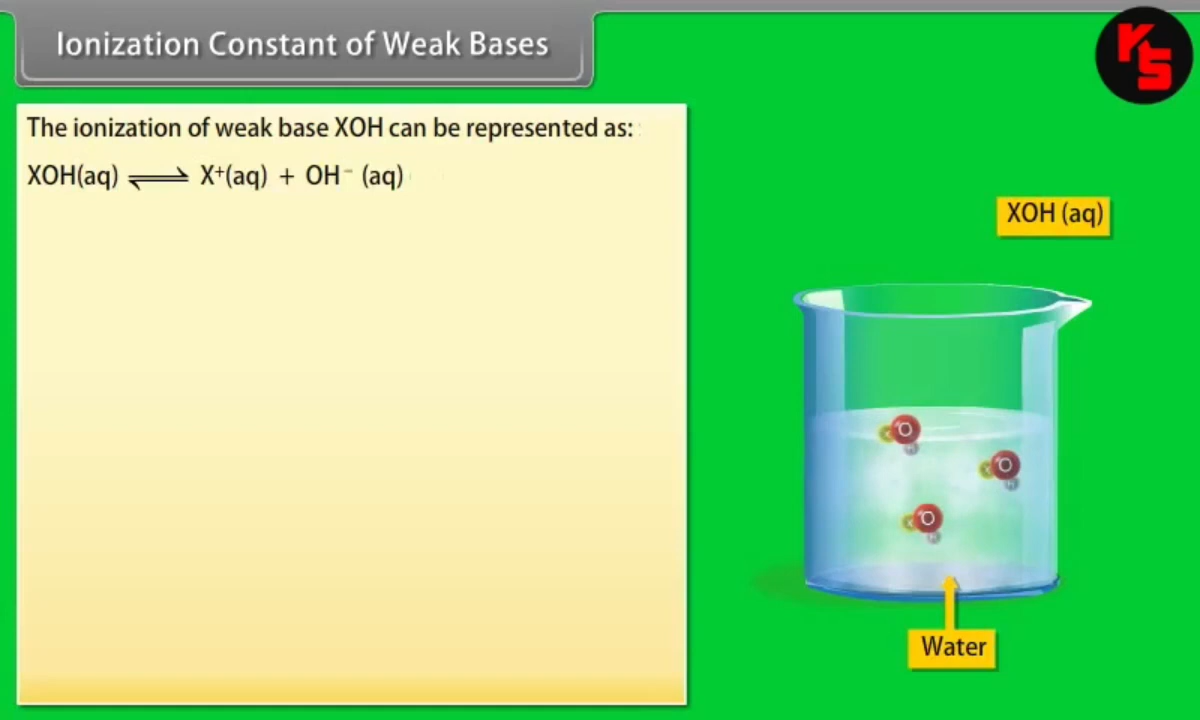 Ionization Constant of Weak Bases
KS
The ionization of weak base XOH can be represented as:
XOH(aq) ⇌ X⁺(aq) + OH⁻ (aq)
XOH (aq)
X O H
X O H
X O H
Water